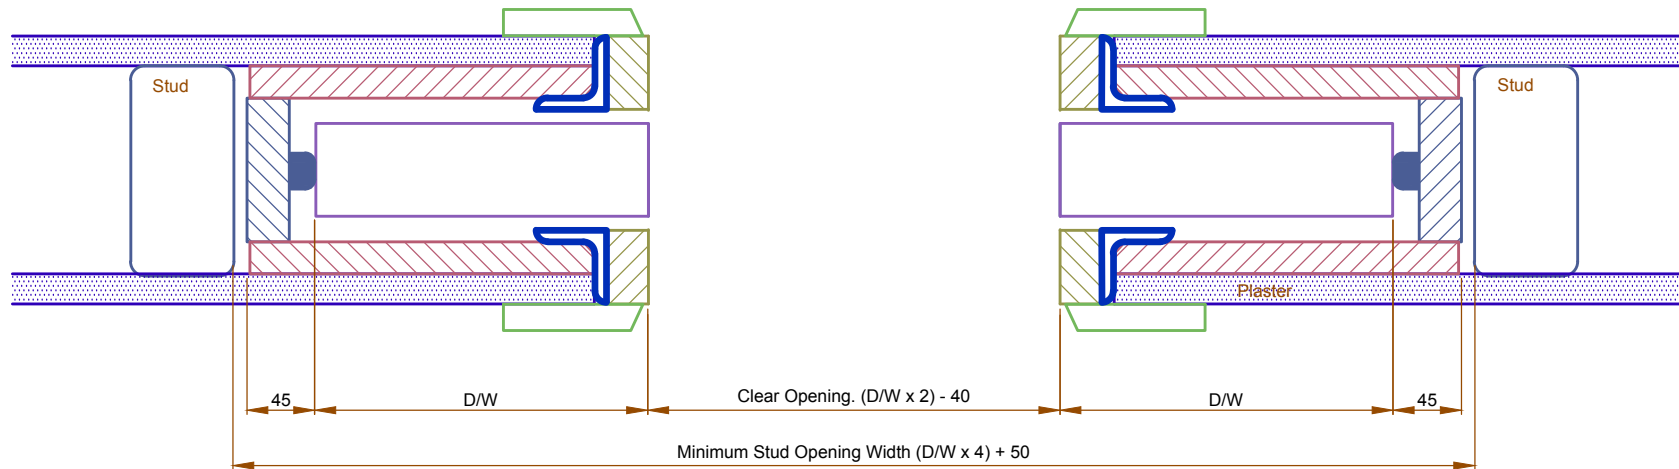 Stud
Stud
Plaster
45
D/W
Clear Opening. (D/W x 2) - 40
D/W
45
Minimum Stud Opening Width (D/W x 4) + 50